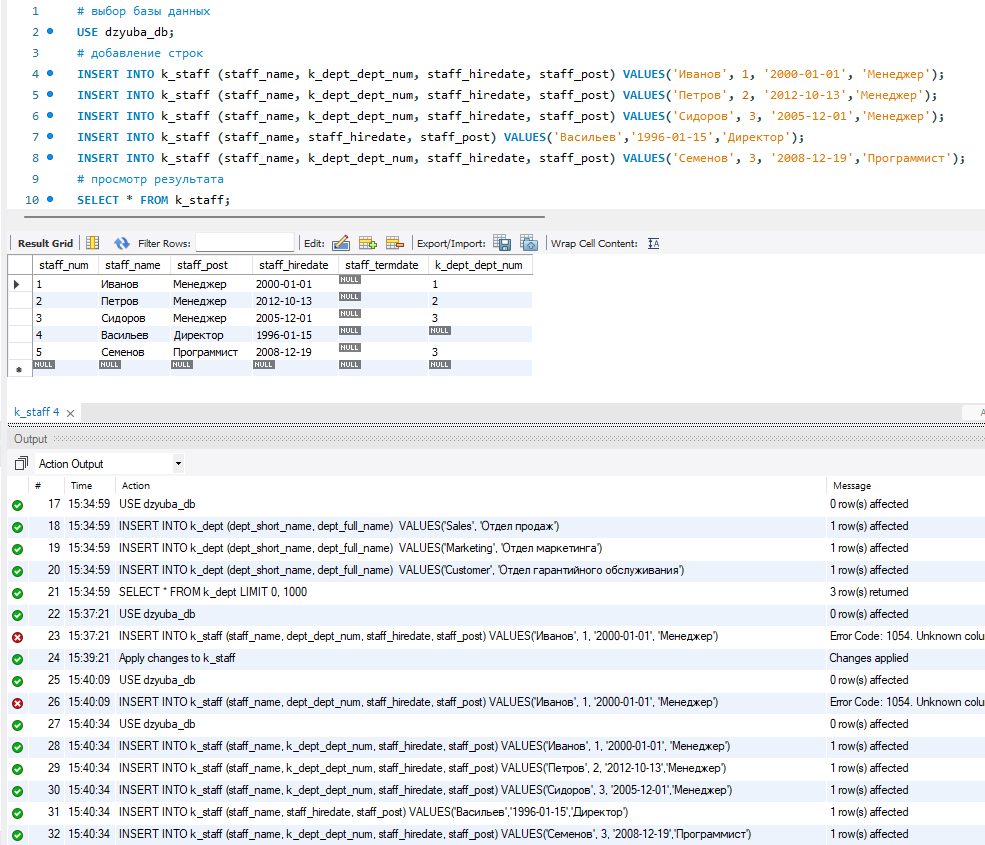 1 # выбор базы данных
2 USE dzyuba_db;
3 # добавление строк
4 INSERT INTO k_staff (staff_name, k_dept_dept_num, staff_hiredate, staff_post) VALUES('Иванов', 1, '2000-01-01', 'Менеджер');
5 INSERT INTO k_staff (staff_name, k_dept_dept_num, staff_hiredate, staff_post) VALUES('Петров', 2, '2012-10-13','Менеджер');
6 INSERT INTO k_staff (staff_name, k_dept_dept_num, staff_hiredate, staff_post) VALUES('Сидоров', 3, '2005-12-01','Менеджер');
7 INSERT INTO k_staff (staff_name, staff_hiredate, staff_post) VALUES('Васильев','1996-01-15','Директор');
8 INSERT INTO k_staff (staff_name, k_dept_dept_num, staff_hiredate, staff_post) VALUES('Семенов', 3, '2008-12-19','Программист');
9 # просмотр результата
10 SELECT * FROM k_staff;
Result Grid Filter Rows: Edit: Export/Import: Wrap Cell Content: IA
staff_num staff_name staff_post staff_hiredate staff_termdate k_dept_dept_num
1 Иванов Менеджер 2000-01-01 NULL 1
2 Петров Менеджер 2012-10-13 NULL 2
3 Сидоров Менеджер 2005-12-01 NULL 3
4 Васильев Директор 1996-01-15 NULL NULL
5 Семенов Программист 2008-12-19 NULL 3
NULL NULL NULL NULL NULL NULL
k_staff 4
Output
Action Output
# Time Action Message
17 15:34:59 USE dzyuba_db 0 row(s) affected
18 15:34:59 INSERT INTO k_dept (dept_short_name, dept_full_name) VALUES('Sales', 'Отдел продаж') 1 row(s) affected
19 15:34:59 INSERT INTO k_dept (dept_short_name, dept_full_name) VALUES('Marketing', 'Отдел маркетинга') 1 row(s) affected
20 15:34:59 INSERT INTO k_dept (dept_short_name, dept_full_name) VALUES('Customer', 'Отдел гарантийного обслуживания') 1 row(s) affected
21 15:34:59 SELECT * FROM k_dept LIMIT 0, 1000 3 row(s) returned
22 15:37:21 USE dzyuba_db 0 row(s) affected
23 15:37:21 INSERT INTO k_staff (staff_name, dept_dept_num, staff_hiredate, staff_post) VALUES('Иванов', 1, '2000-01-01', 'Менеджер') Error Code: 1054. Unknown colu
24 15:39:21 Apply changes to k_staff Changes applied
25 15:40:09 USE dzyuba_db 0 row(s) affected
26 15:40:09 INSERT INTO k_staff (staff_name, dept_dept_num, staff_hiredate, staff_post) VALUES('Иванов', 1, '2000-01-01', 'Менеджер') Error Code: 1054. Unknown colu
27 15:40:34 USE dzyuba_db 0 row(s) affected
28 15:40:34 INSERT INTO k_staff (staff_name, k_dept_dept_num, staff_hiredate, staff_post) VALUES('Иванов', 1, '2000-01-01', 'Менеджер') 1 row(s) affected
29 15:40:34 INSERT INTO k_staff (staff_name, k_dept_dept_num, staff_hiredate, staff_post) VALUES('Петров', 2, '2012-10-13','Менеджер') 1 row(s) affected
30 15:40:34 INSERT INTO k_staff (staff_name, k_dept_dept_num, staff_hiredate, staff_post) VALUES('Сидоров', 3, '2005-12-01','Менеджер') 1 row(s) affected
31 15:40:34 INSERT INTO k_staff (staff_name, staff_hiredate, staff_post) VALUES('Васильев','1996-01-15','Директор') 1 row(s) affected
32 15:40:34 INSERT INTO k_staff (staff_name, k_dept_dept_num, staff_hiredate, staff_post) VALUES('Семенов', 3, '2008-12-19','Программист') 1 row(s) affected